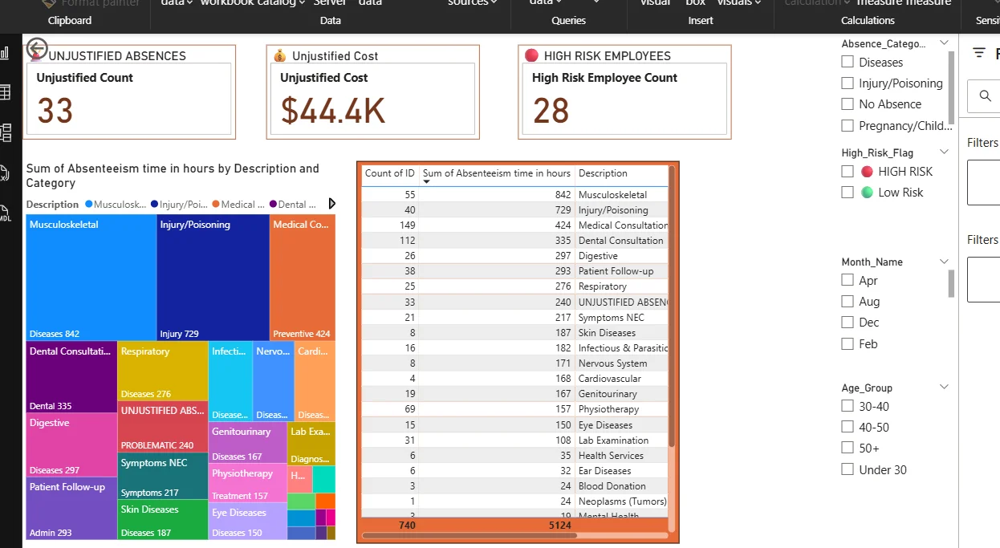 Format painter
data
workbook catalog
Server
data
sources
data
visual
box
visuals
calculation
measure measure
Clipboard
Data
Queries
Insert
Calculations
Sensi
UNJUSTIFIED ABSENCES
Unjustified Count
33
Unjustified Cost
Unjustified Cost
$44.4K
HIGH RISK EMPLOYEES
High Risk Employee Count
28
Sum of Absenteeism time in hours by Description and
Category
Description Musculosk... Injury/Poi... Medical ... Dental ...
Musculoskeletal
Diseases 842
Injury/Poisoning
Injury 729
Medical Co...
Preventive 424
Dental Consultati...
Dental 335
Digestive
Diseases 297
Patient Follow-up
Admin 293
Respiratory
Diseases 276
UNJUSTIFIED ABS...
PROBLEMATIC 240
Symptoms NEC
Symptoms 217
Skin Diseases
Diseases 187
Infecti...
Disease...
Nervo...
Diseas...
Cardi...
Diseas...
Genitourinary
Diseases 167
Physiotherapy
Treatment 157
Eye Diseases
Diseases 150
Lab Exa...
Diagnos...
H...
Count of ID Sum of Absenteeism time in hours Description
55 842 Musculoskeletal
40 729 Injury/Poisoning
149 424 Medical Consultation
112 335 Dental Consultation
26 297 Digestive
38 293 Patient Follow-up
25 276 Respiratory
33 240 UNJUSTIFIED ABSEN
21 217 Symptoms NEC
8 187 Skin Diseases
16 182 Infectious & Parasitic
8 171 Nervous System
4 168 Cardiovascular
19 167 Genitourinary
69 157 Physiotherapy
15 150 Eye Diseases
31 108 Lab Examination
6 35 Health Services
6 32 Ear Diseases
3 24 Blood Donation
1 24 Neoplasms (Tumors)
3 19 Mental Health
740 5124
Absence_Catego...
Diseases
Injury/Poisoning
No Absence
Pregnancy/Child...
High_Risk_Flag
HIGH RISK
Low Risk
Month_Name
Apr
Aug
Dec
Feb
Age_Group
30-40
40-50
50+
Under 30
Filters
Filters